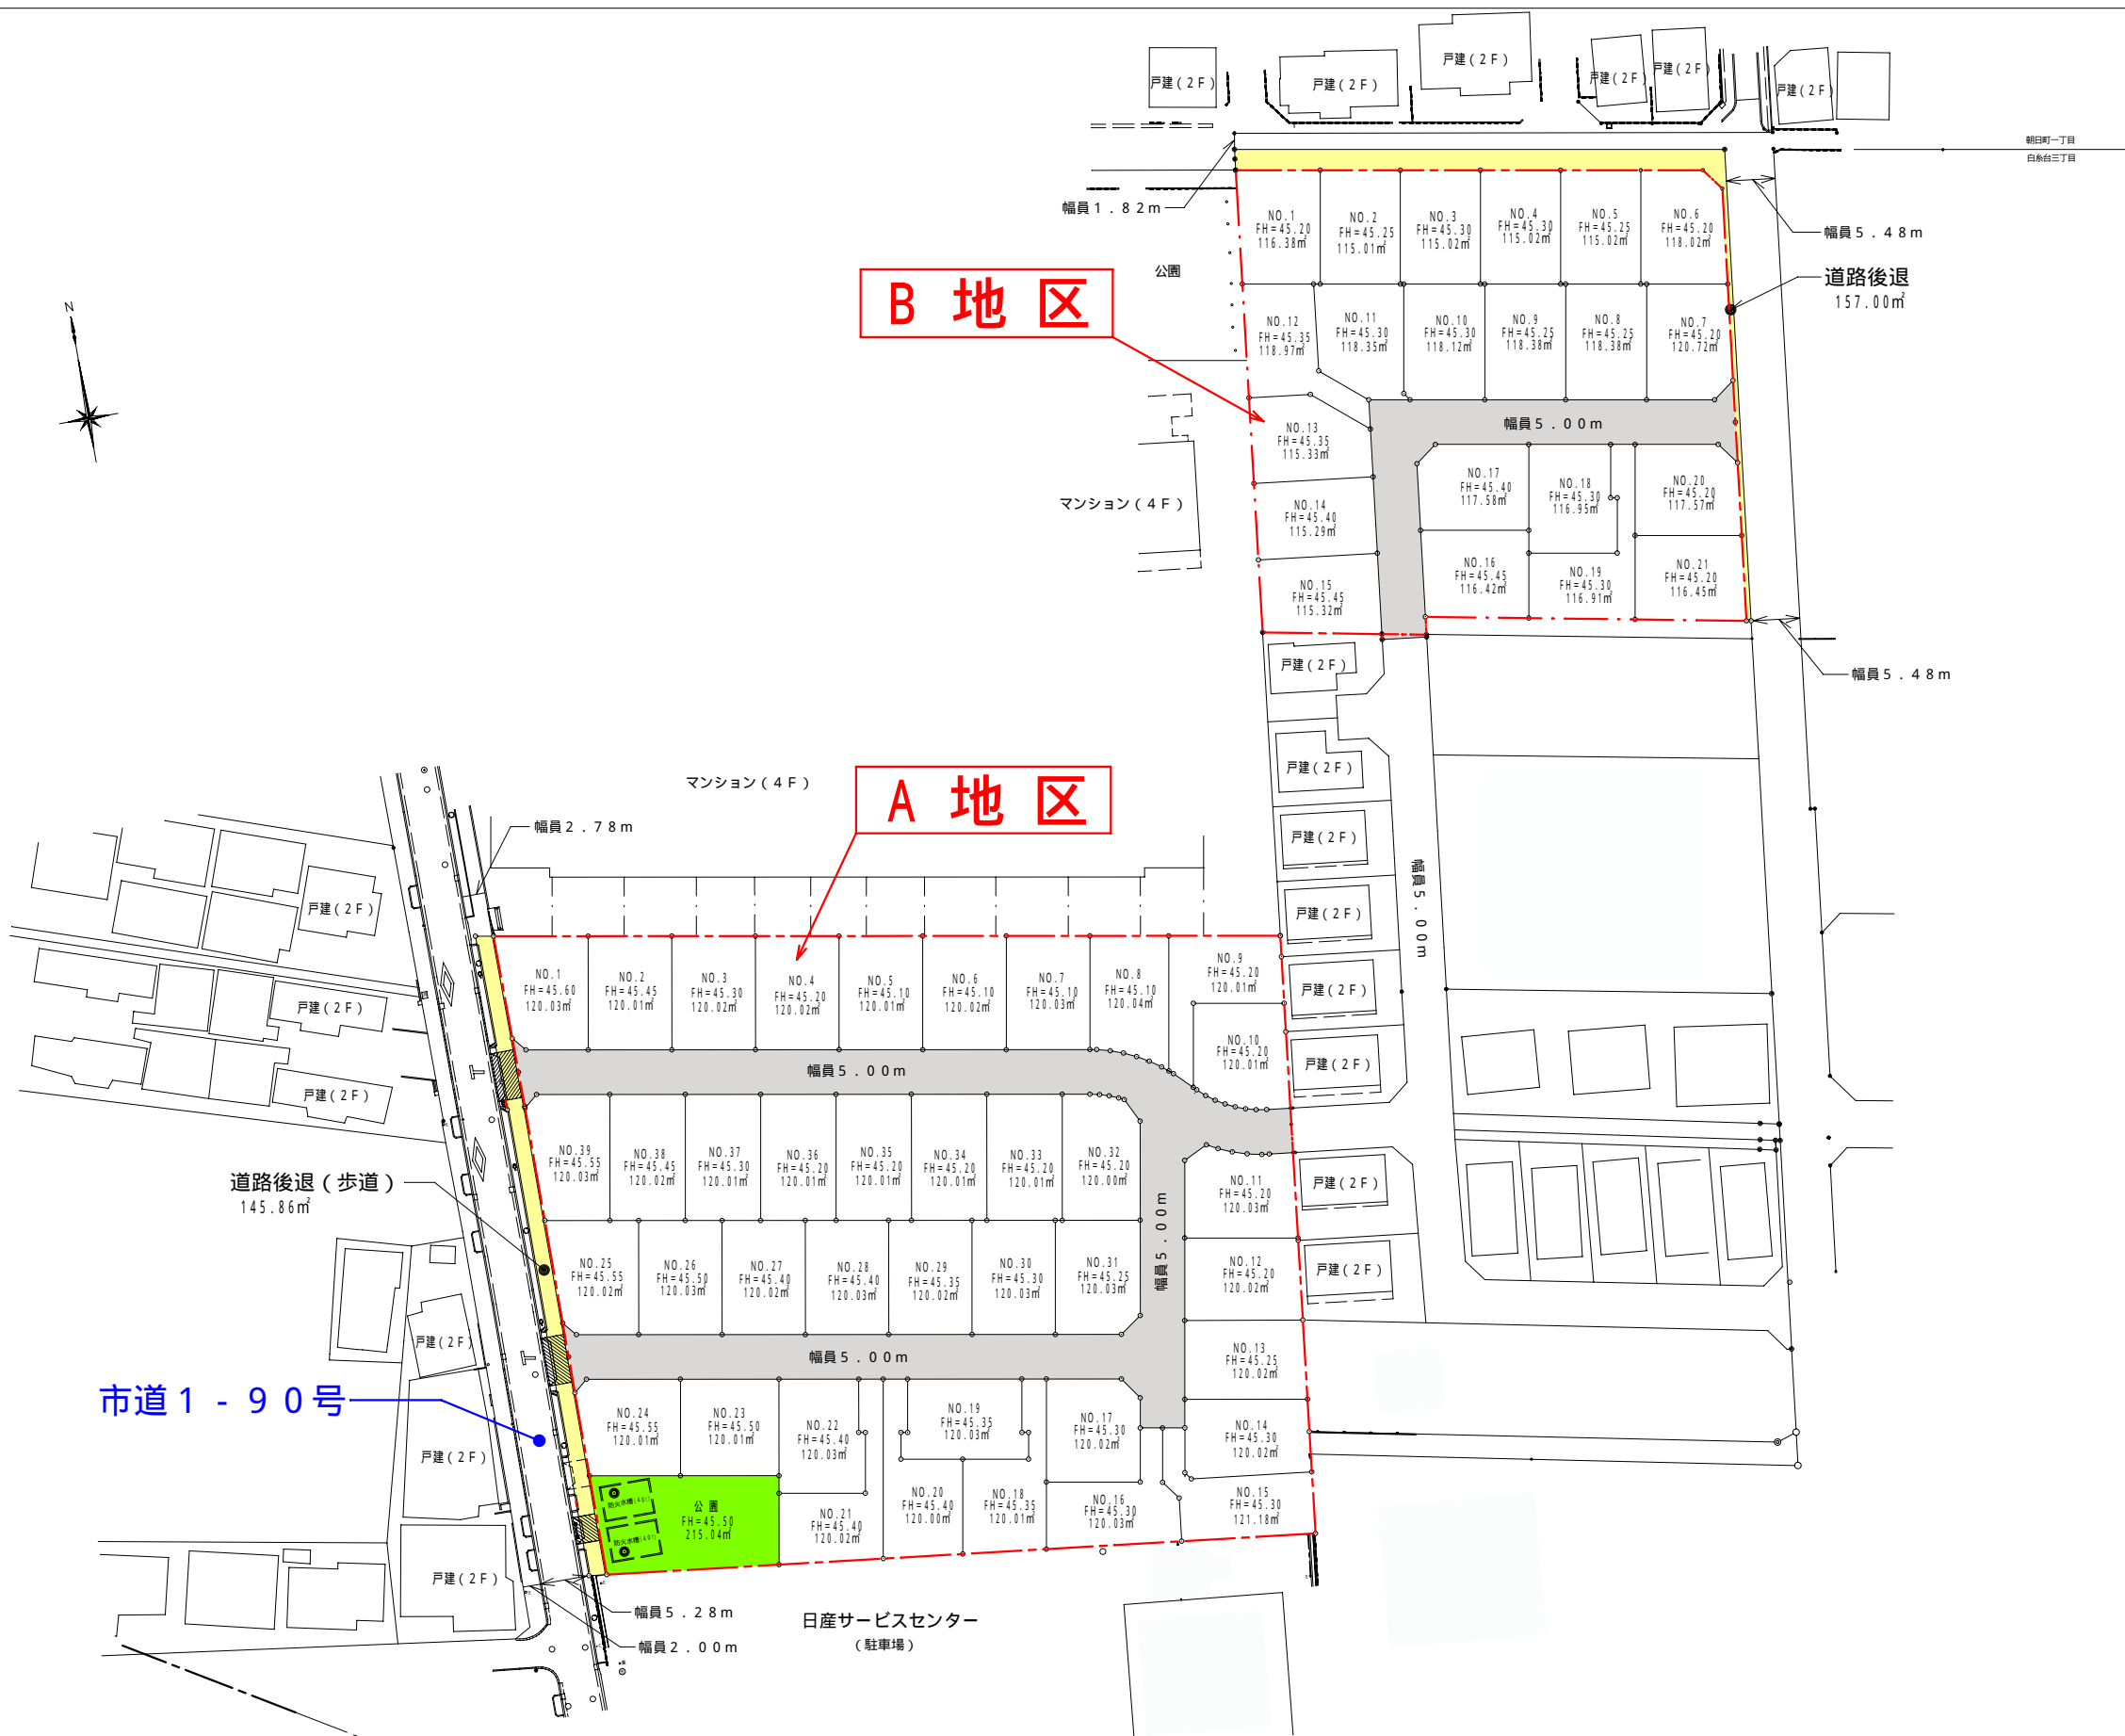 戸建(2F)
戸建(2F)
戸建(2F)
戸建(2F)
戸建(2F)
戸建(2F)
朝日町一丁目
白糸台三丁目
幅員1.82m
幅員5.48m
道路後退
157.00㎡
公園
B 地 区
NO.1
FH=45.20
116.38㎡
NO.2
FH=45.25
115.01㎡
NO.3
FH=45.30
115.02㎡
NO.4
FH=45.30
115.02㎡
NO.5
FH=45.25
115.02㎡
NO.6
FH=45.20
118.02㎡
NO.12
FH=45.35
118.97㎡
NO.11
FH=45.30
118.35㎡
NO.10
FH=45.30
118.12㎡
NO.9
FH=45.25
118.38㎡
NO.8
FH=45.25
118.38㎡
NO.7
FH=45.20
120.72㎡
幅員5.00m
NO.13
FH=45.35
115.33㎡
NO.14
FH=45.40
115.29㎡
NO.15
FH=45.45
115.32㎡
NO.17
FH=45.40
117.58㎡
NO.18
FH=45.30
116.95㎡
NO.20
FH=45.20
117.57㎡
NO.16
FH=45.45
116.42㎡
NO.19
FH=45.30
116.91㎡
NO.21
FH=45.20
116.45㎡
マンション(4F)
N
幅員5.48m
戸建(2F)
戸建(2F)
戸建(2F)
戸建(2F)
戸建(2F)
戸建(2F)
戸建(2F)
戸建(2F)
幅員5.00m
マンション(4F)
A 地 区
幅員2.78m
戸建(2F)
戸建(2F)
戸建(2F)
NO.1
FH=45.60
120.03㎡
NO.2
FH=45.45
120.01㎡
NO.3
FH=45.30
120.02㎡
NO.4
FH=45.20
120.02㎡
NO.5
FH=45.10
120.01㎡
NO.6
FH=45.10
120.02㎡
NO.7
FH=45.10
120.03㎡
NO.8
FH=45.10
120.04㎡
NO.9
FH=45.20
120.01㎡
NO.10
FH=45.20
120.01㎡
幅員5.00m
NO.39
FH=45.55
120.03㎡
NO.38
FH=45.45
120.02㎡
NO.37
FH=45.30
120.01㎡
NO.36
FH=45.20
120.01㎡
NO.35
FH=45.20
120.01㎡
NO.34
FH=45.20
120.01㎡
NO.33
FH=45.20
120.01㎡
NO.32
FH=45.20
120.00㎡
NO.11
FH=45.20
120.03㎡
幅員5.00m
道路後退(歩道)
145.86㎡
NO.25
FH=45.55
120.02㎡
NO.26
FH=45.50
120.03㎡
NO.27
FH=45.40
120.02㎡
NO.28
FH=45.40
120.03㎡
NO.29
FH=45.35
120.02㎡
NO.30
FH=45.30
120.03㎡
NO.31
FH=45.25
120.03㎡
NO.12
FH=45.20
120.02㎡
NO.13
FH=45.25
120.02㎡
幅員5.00m
戸建(2F)
市道1-90号
戸建(2F)
戸建(2F)
NO.24
FH=45.55
120.01㎡
NO.23
FH=45.50
120.01㎡
NO.22
FH=45.40
120.03㎡
NO.19
FH=45.35
120.03㎡
NO.17
FH=45.30
120.02㎡
NO.14
FH=45.30
120.02㎡
防火水槽(40t)
防火水槽(40t)
公 園
FH=45.50
215.04㎡
NO.21
FH=45.40
120.02㎡
NO.20
FH=45.40
120.00㎡
NO.18
FH=45.35
120.01㎡
NO.16
FH=45.30
120.03㎡
NO.15
FH=45.30
121.18㎡
幅員5.28m
幅員2.00m
日産サービスセンター
(駐車場)